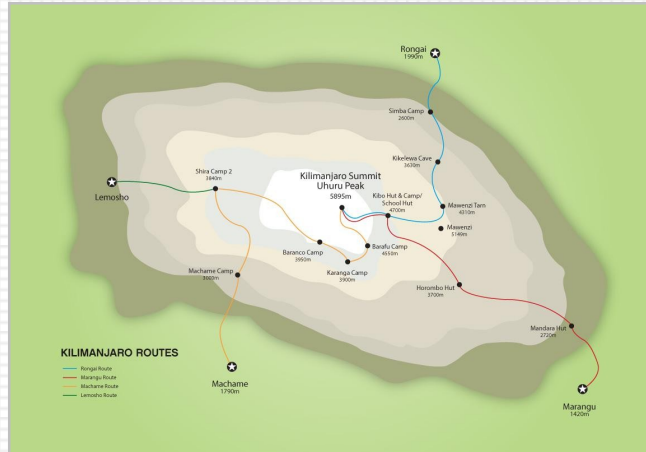 Rongai
1990m
Simba Camp
2600m
Kikelewa Cave
3630m
Shira Camp 2
3840m
Kilimanjaro Summit
Uhuru Peak
5895m
Kibo Hut & Camp/
School Hut
4700m
Lemosho
Mawenzi Tarn
4310m
Mawenzi
5149m
Baranco Camp
3950m
Barafu Camp
4550m
Karanga Camp
3900m
Machame Camp
3000m
Horombo Hut
3700m
Mandara Hut
2720m
KILIMANJARO ROUTES
Rongai Route
Marangu Route
Machame Route
Lemosho Route
Machame
1790m
Marangu
1420m